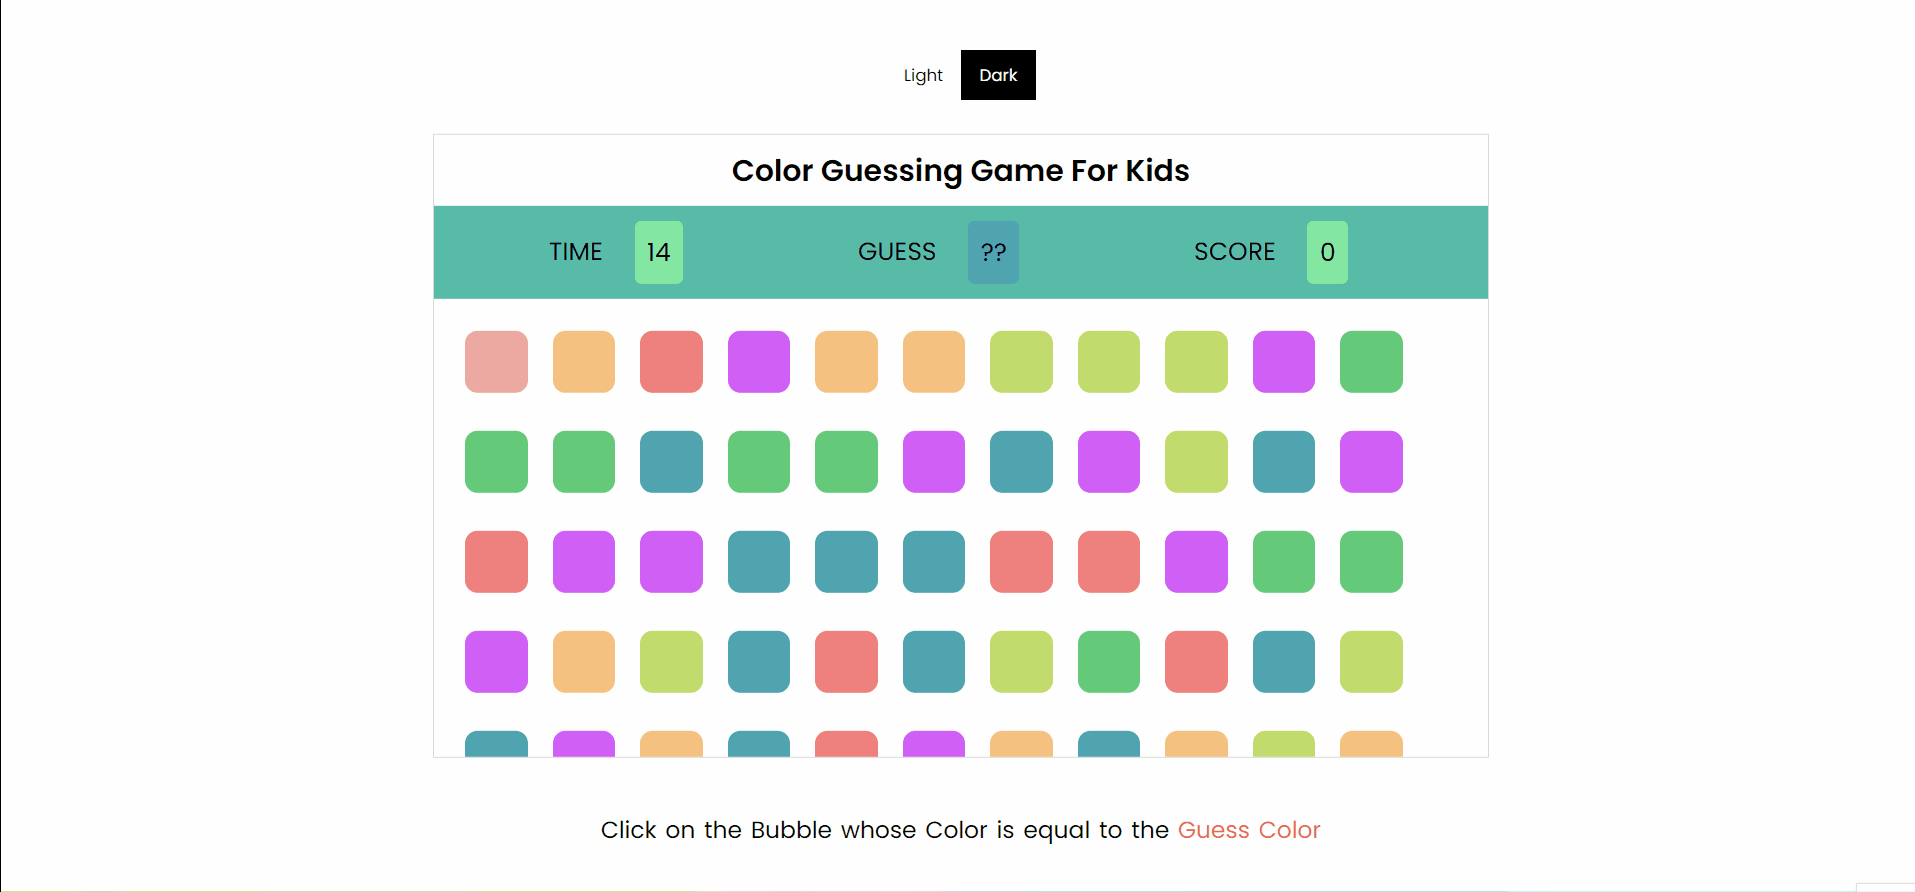 Light Dark
Color Guessing Game For Kids
TIME 14 GUESS ?? SCORE 0
Click on the Bubble whose Color is equal to the Guess Color